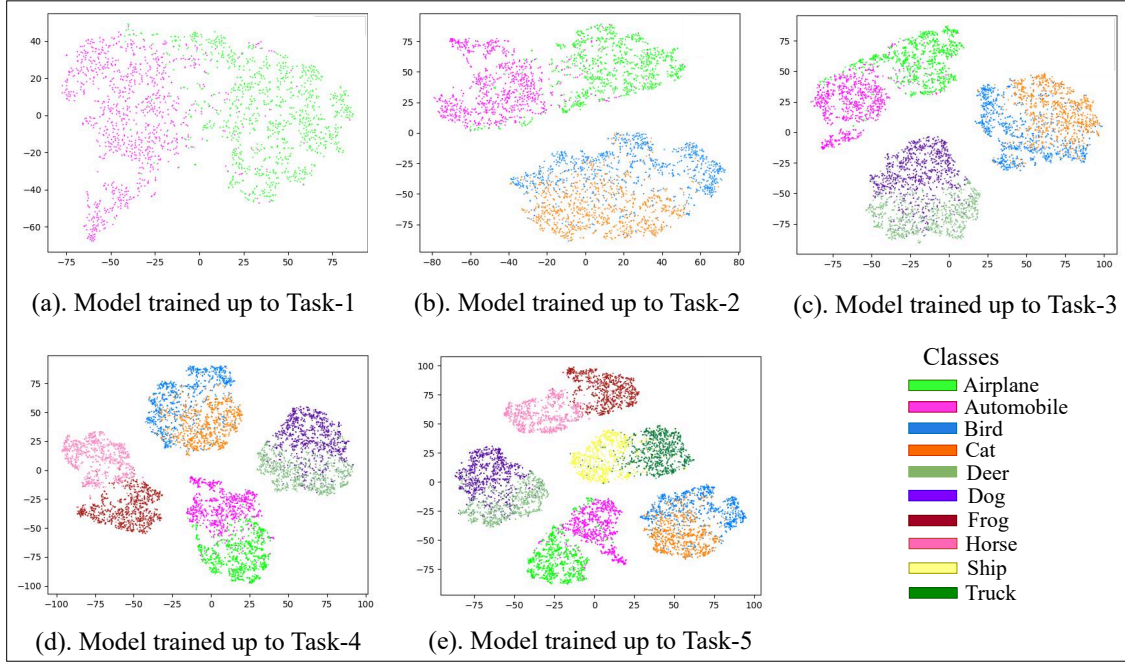 40
20
0
−20
−40
−60
−75 −50 −25 0 25 50 75
(a). Model trained up to Task-1
75
50
25
0
−25
−50
−75
−80 −60 −40 −20 0 20 40 60 80
(b). Model trained up to Task-2
75
50
25
0
−25
−50
−75
−75 −50 −25 0 25 50 75 100
(c). Model trained up to Task-3
75
50
25
0
−25
−50
−75
−100
−100 −75 −50 −25 0 25 50 75 100
(d). Model trained up to Task-4
100
75
50
25
0
−25
−50
−75
−75 −50 −25 0 25 50 75 100
(e). Model trained up to Task-5
Classes
Airplane
Automobile
Bird
Cat
Deer
Dog
Frog
Horse
Ship
Truck